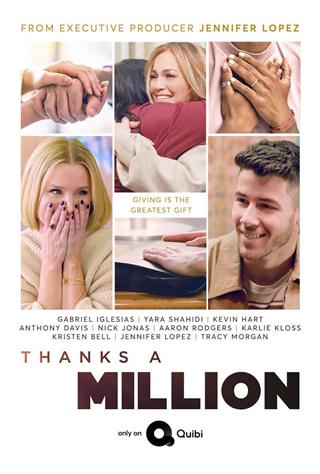 FROM EXECUTIVE PRODUCER JENNIFER LOPEZ
GIVING IS THE
GREATEST GIFT
GABRIEL IGLESIAS | YARA SHAHIDI | KEVIN HART
ANTHONY DAVIS | NICK JONAS | AARON RODGERS | KARLIE KLOSS
KRISTEN BELL | JENNIFER LOPEZ | TRACY MORGAN
THANKS A
MILLION
only on Quibi